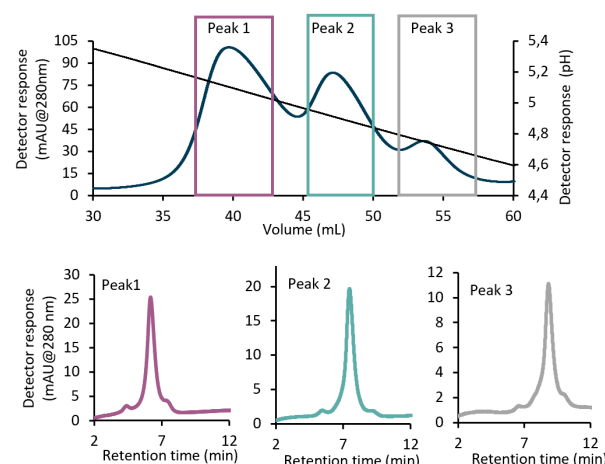 Peak 1 Peak 2 Peak 3
Detector response
(mAU@280nm)
105
90
75
60
45
30
15
0
5,4
5,2
5
4,8
4,6
4,4
Detector response (pH)
30 40 50 60
Volume (mL)
Detector response
(mAU@280 nm)
Peak1
30
25
20
15
10
5
0
2 7 12
Retention time (min)
Peak 2
20
15
10
5
0
2 7 12
Retention time (min)
Peak 3
12
10
8
6
4
2
0
2 7 12
Retention time (min)